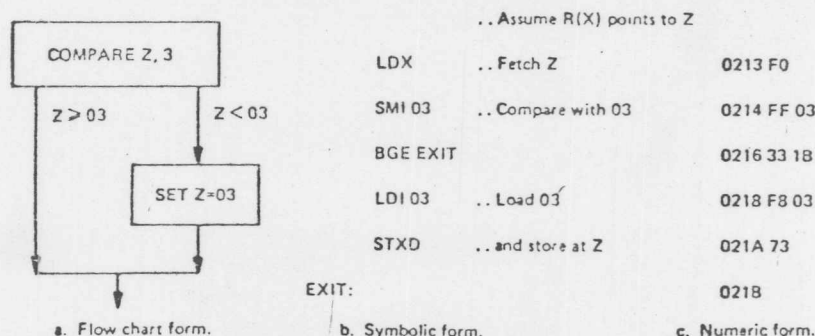 ..Assume R(X) points to Z
COMPARE Z, 3
Z ⩾ 03
Z < 03
SET Z=03
LDX ..Fetch Z 0213 F0
SMI 03 ..Compare with 03 0214 FF 03
BGE EXIT 0216 33 1B
LDI 03 ..Load 03 0218 F8 03
STXD ..and store at Z 021A 73
EXIT: 021B
a. Flow chart form. b. Symbolic form. c. Numeric form.